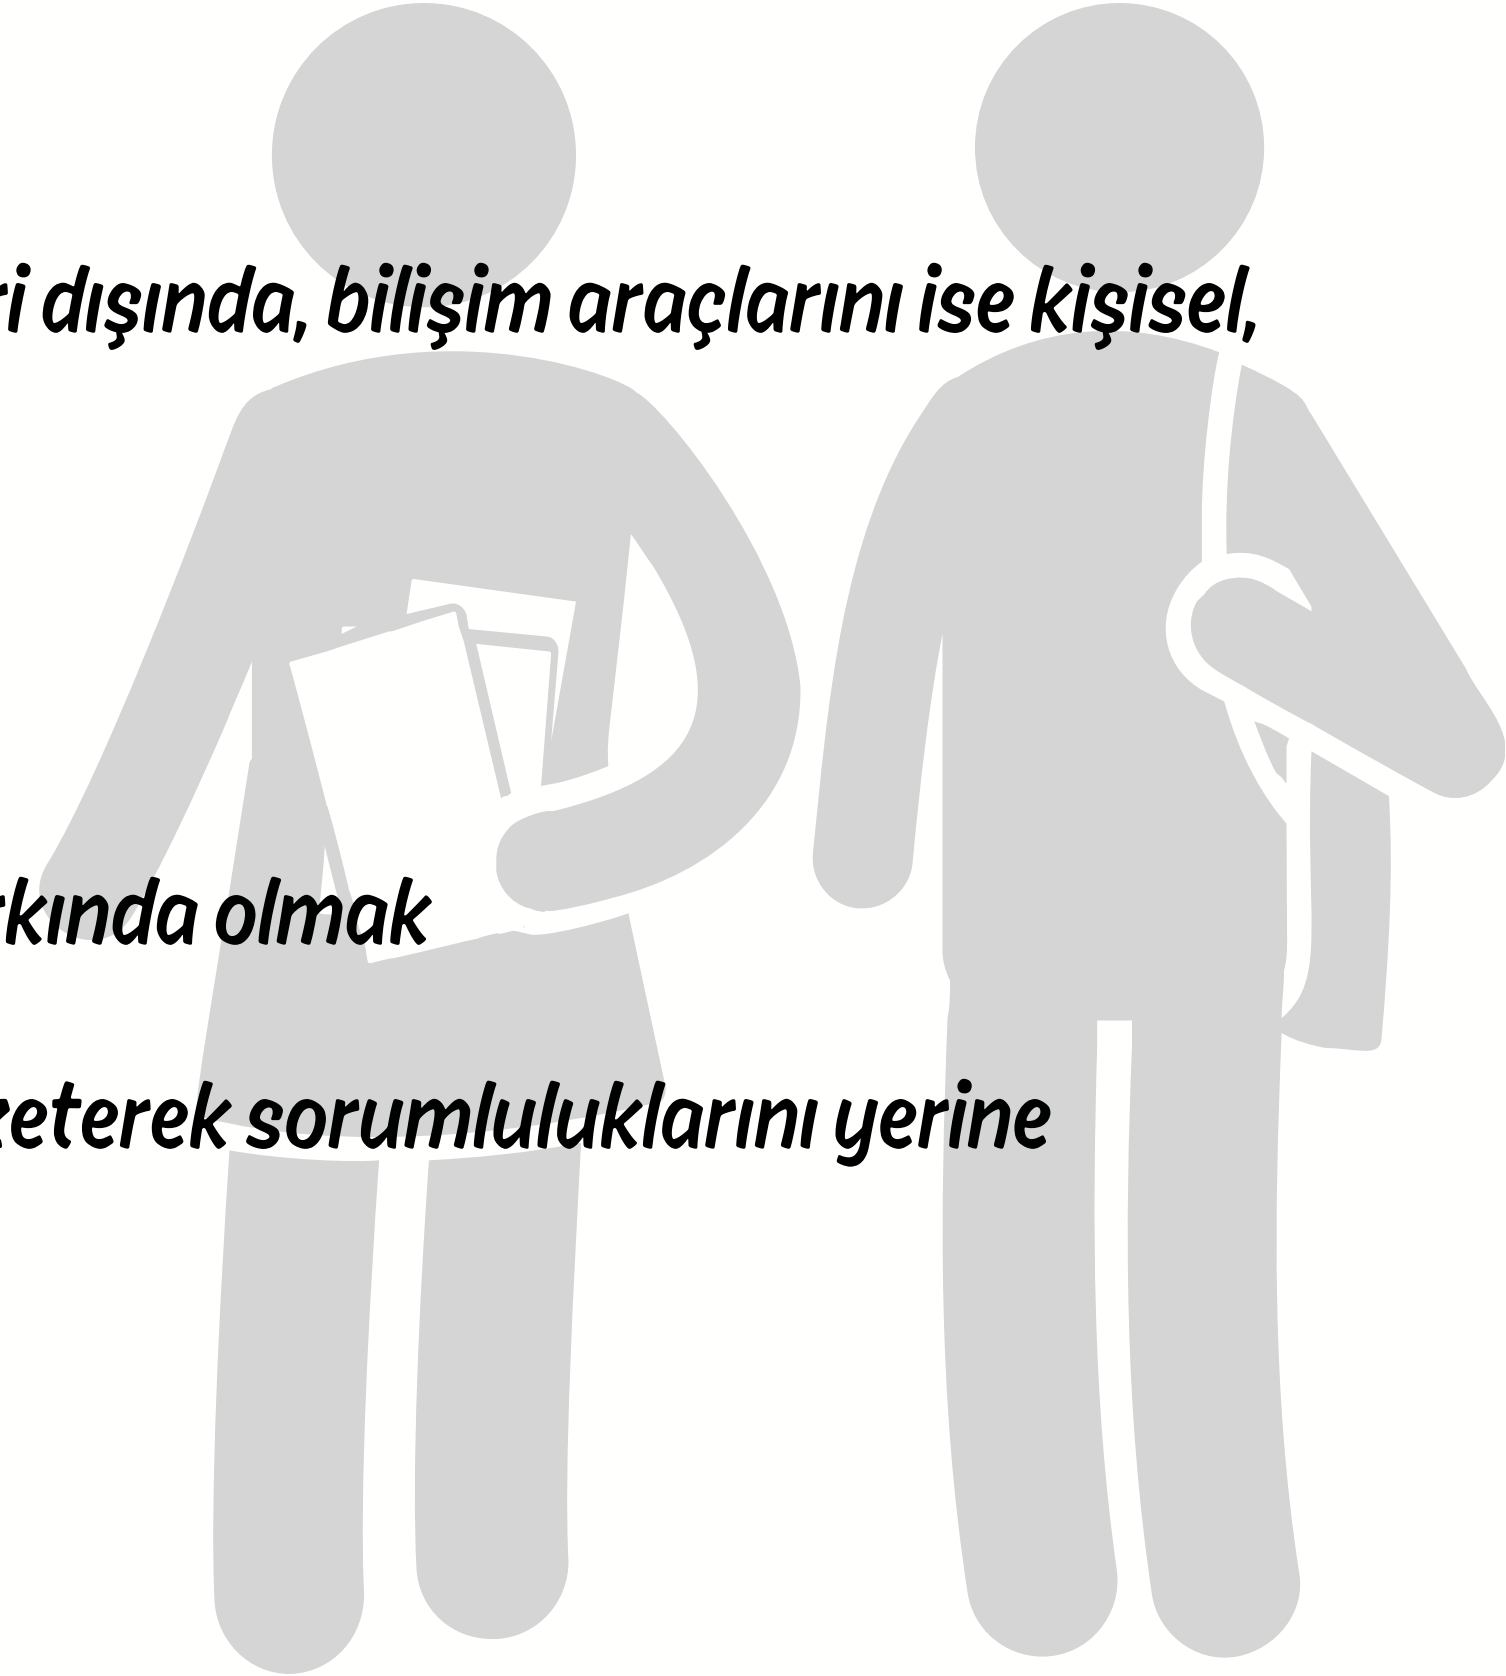 ri dışında, bilişim araçlarını ise kişisel,
rkında olmak
zeterek sorumluluklarını yerine